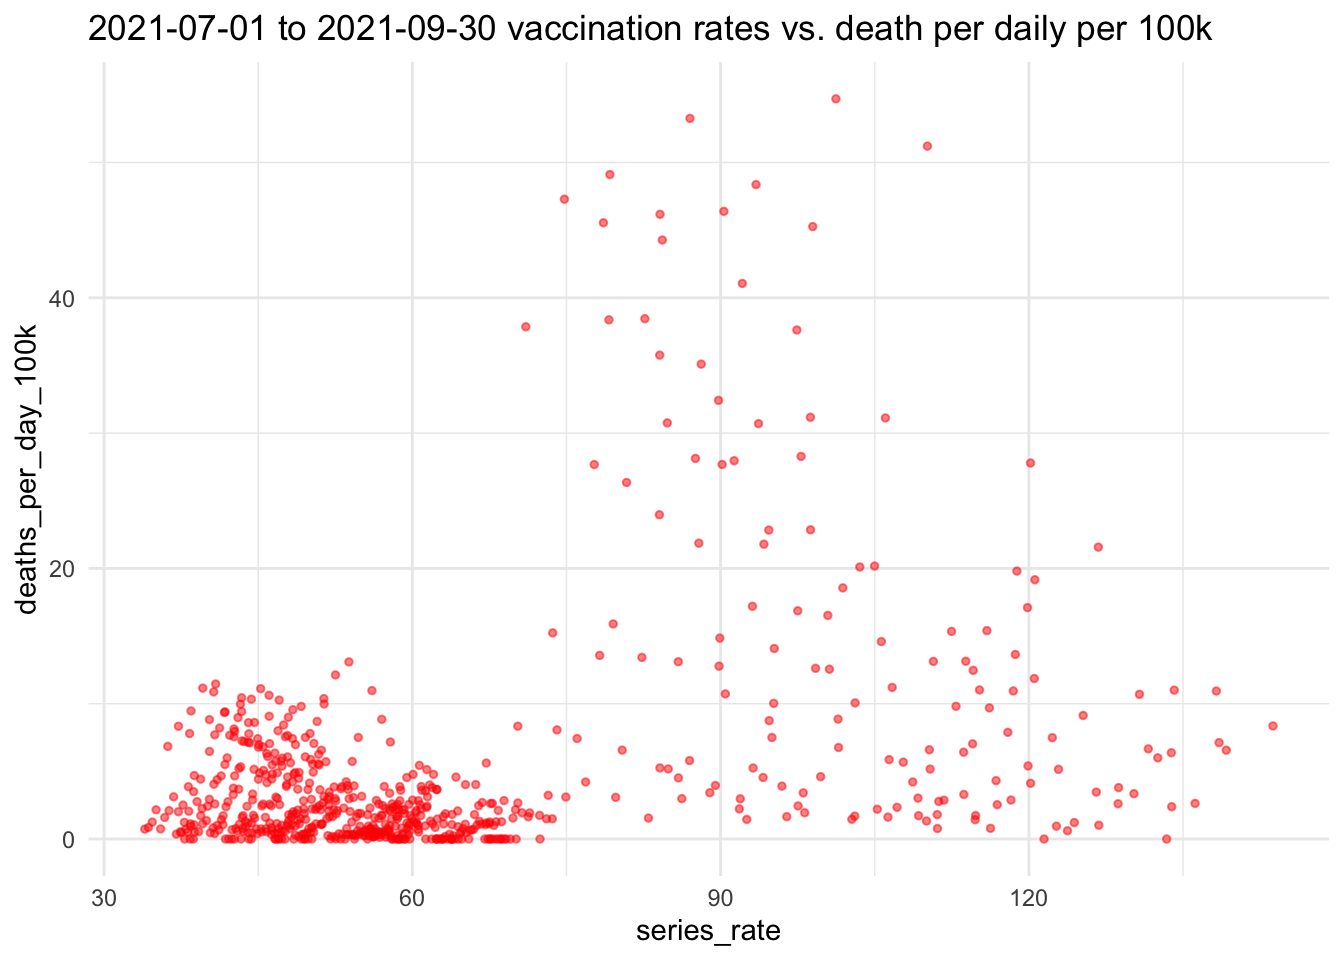 2021-07-01 to 2021-09-30 vaccination rates vs. death per daily per 100k
deaths_per_day_100k
40
20
0
30 60 90 120
series_rate